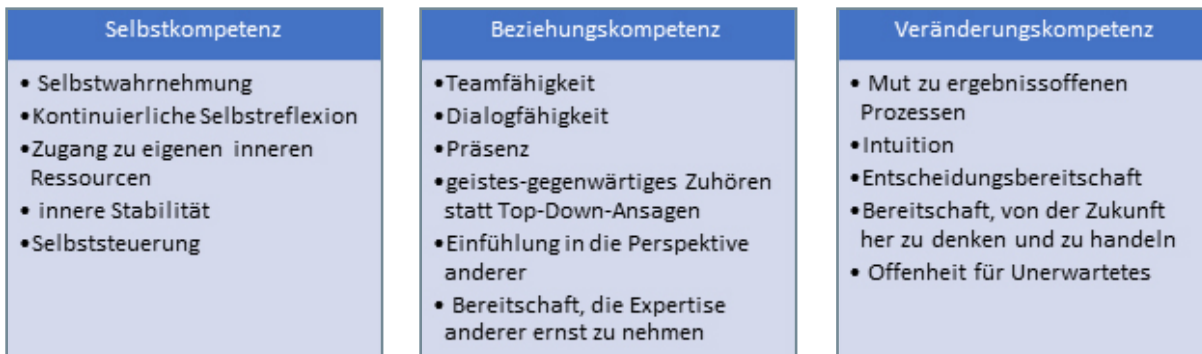 Selbstkompetenz
• Selbstwahrnehmung
•Kontinuierliche Selbstreflexion
•Zugang zu eigenen inneren
Ressourcen
• innere Stabilität
•Selbststeuerung
Beziehungskompetenz
•Teamfähigkeit
•Dialogfähigkeit
•Präsenz
•geistes-gegenwärtiges Zuhören
statt Top-Down-Ansagen
•Einfühlung in die Perspektive
anderer
• Bereitschaft, die Expertise
anderer ernst zu nehmen
Veränderungskompetenz
• Mut zu ergebnissoffenen
Prozessen
•Intuition
•Entscheidungsbereitschaft
•Bereitschaft, von der Zukunft
her zu denken und zu handeln
• Offenheit für Unerwartetes